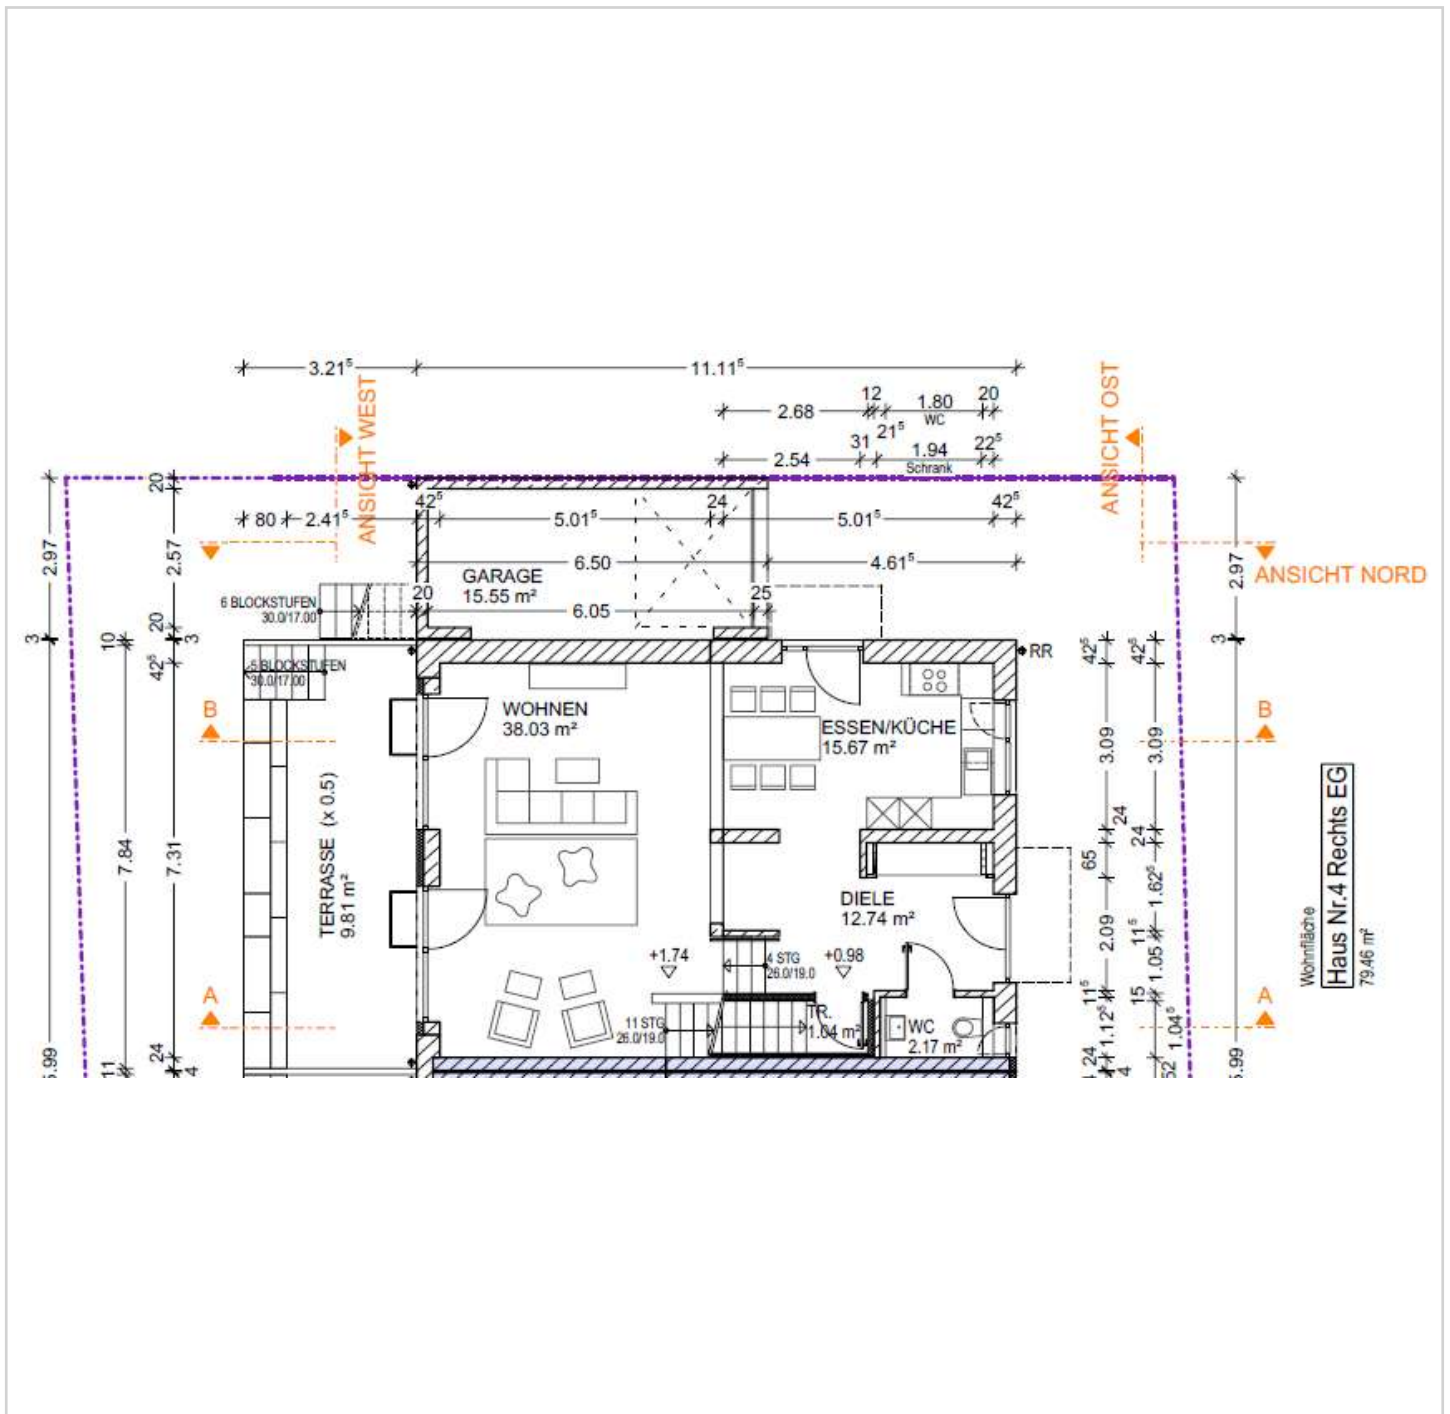 3.21⁵
11.11⁵
12
20
2.68
1.80
WC
31
21⁵
22⁵
2.54
1.94
Schrank
ANSICHT WEST
ANSICHT OST
20
42⁵
24
42⁵
80
2.41⁵
5.01⁵
5.01⁵
2.97
2.57
6.50
4.61⁵
2.97
ANSICHT NORD
GARAGE
15.55 m²
20
6.05
25
6 BLOCKSTUFEN
30.0/17.00
20
3
10
3
3
RR
42⁵
42⁵
42⁵
5 BLOCKSTUFEN
30.0/17.00
WOHNEN
38.03 m²
ESSEN/KÜCHE
15.67 m²
B
B
3.09
3.09
TERRASSE (x 0.5)
9.81 m²
7.84
7.31
24
24
65
1.62⁵
DIELE
12.74 m²
2.09
11⁵
1.05
Wohnfläche
Haus Nr.4 Rechts EG
79.46 m²
+1.74
4 STG
26.0/19.0
+0.98
A
A
11⁵
15
11 STG
26.0/19.0
TR.
1.04 m²
WC
2.17 m²
1.12⁵
1.04⁵
24
24
5.99
11
4
4
62
5.99